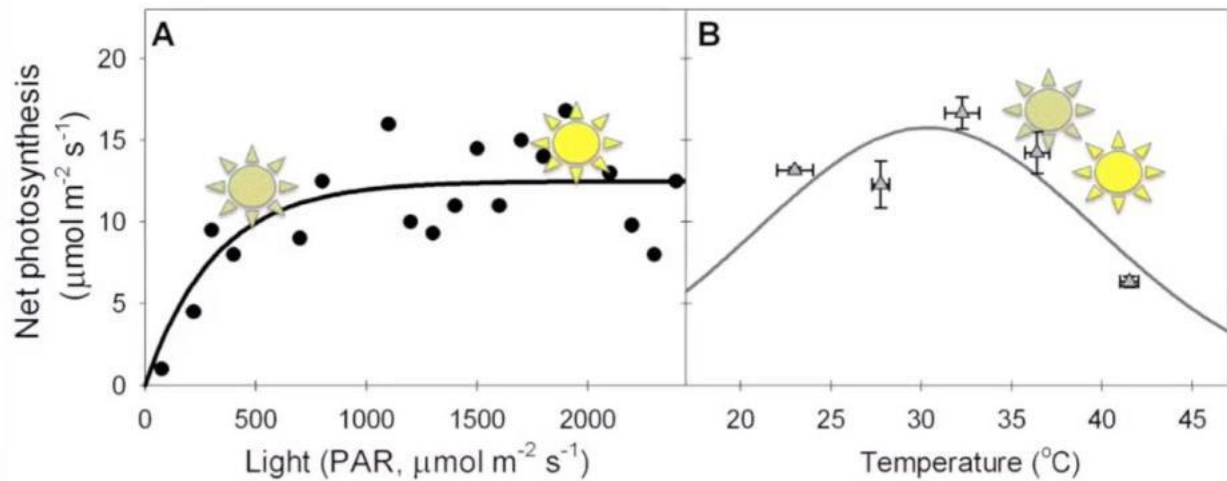 A
B
Net photosynthesis
(μmol m⁻² s⁻¹)
20
15
10
5
0
0 500 1000 1500 2000
20 25 30 35 40 45
Light (PAR, μmol m⁻² s⁻¹)
Temperature (°C)